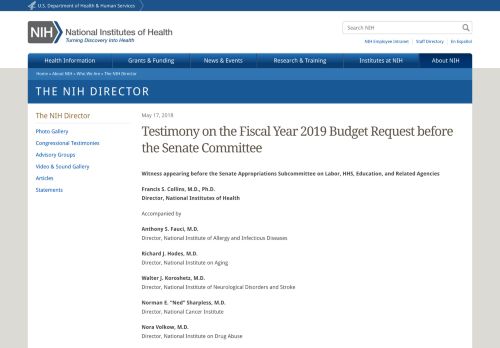 U.S. Department of Health & Human Services
NIH
National Institutes of Health
Turning Discovery Into Health
Search NIH
NIH Employee Intranet | Staff Directory | En Español
Health Information
Grants & Funding
News & Events
Research & Training
Institutes at NIH
About NIH
Home » About NIH » Who We Are » The NIH Director
THE NIH DIRECTOR
The NIH Director
Photo Gallery
Congressional Testimonies
Advisory Groups
Video & Sound Gallery
Articles
Statements
May 17, 2018
Testimony on the Fiscal Year 2019 Budget Request before
the Senate Committee
Witness appearing before the Senate Appropriations Subcommittee on Labor, HHS, Education, and Related Agencies
Francis S. Collins, M.D., Ph.D.
Director, National Institutes of Health
Accompanied by
Anthony S. Fauci, M.D.
Director, National Institute of Allergy and Infectious Diseases
Richard J. Hodes, M.D.
Director, National Institute on Aging
Walter J. Koroshetz, M.D.
Director, National Institute of Neurological Disorders and Stroke
Norman E. “Ned” Sharpless, M.D.
Director, National Cancer Institute
Nora Volkow, M.D.
Director, National Institute on Drug Abuse